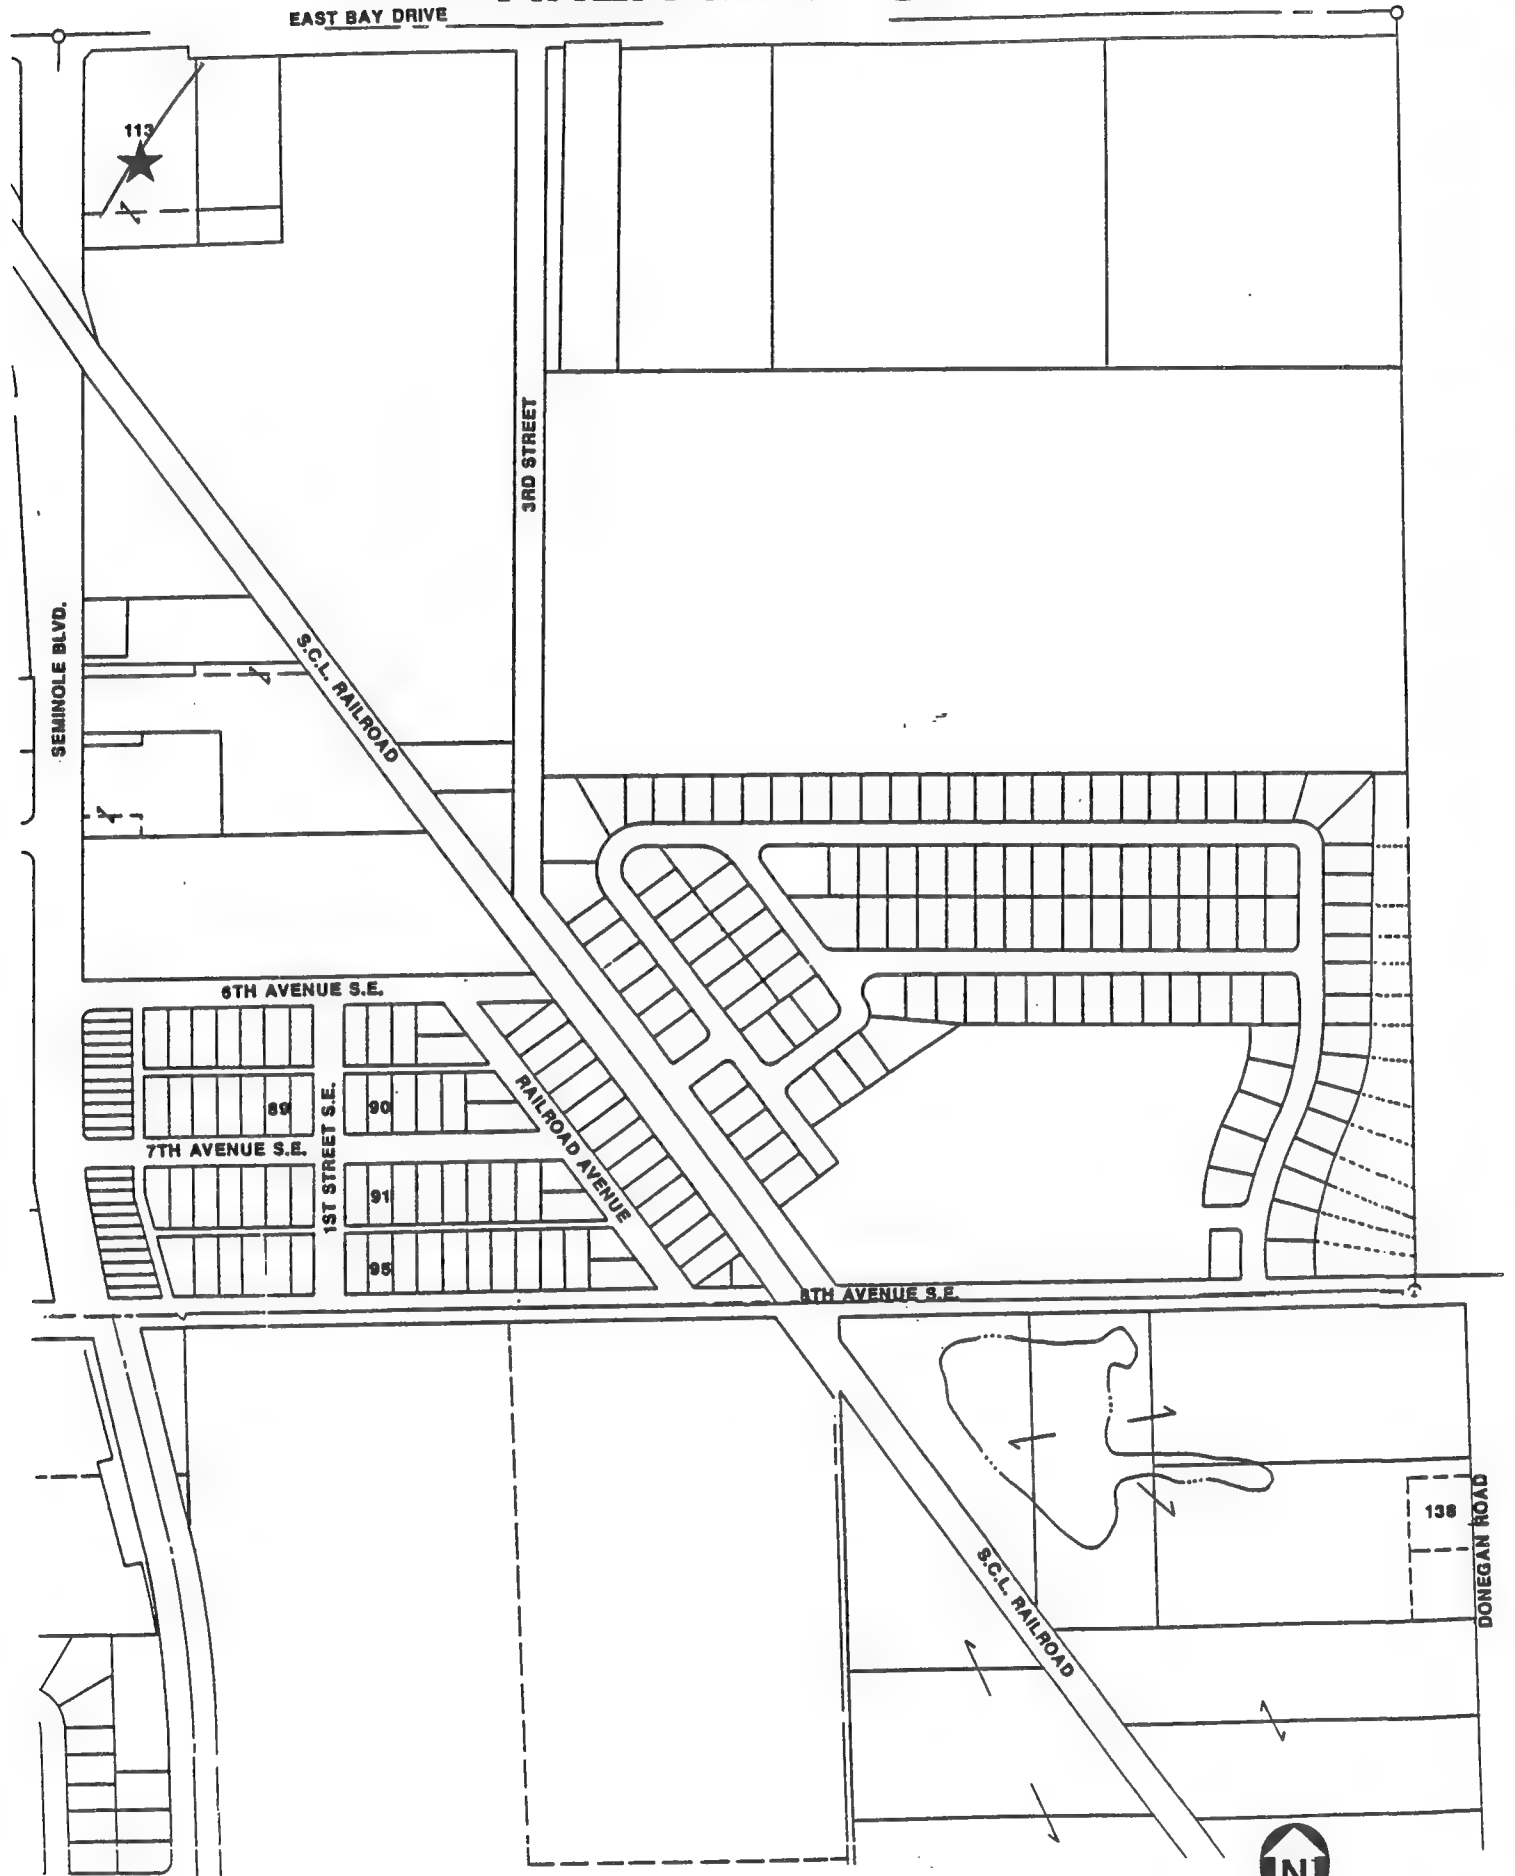 EAST BAY DRIVE
113
3RD STREET
SEMINOLE BLVD.
S.C.L. RAILROAD
6TH AVENUE S.E.
89
90
1ST STREET S.E.
RAILROAD AVENUE
7TH AVENUE S.E.
91
95
8TH AVENUE S.E.
138
DONEGAN ROAD
S.C.L. RAILROAD
N